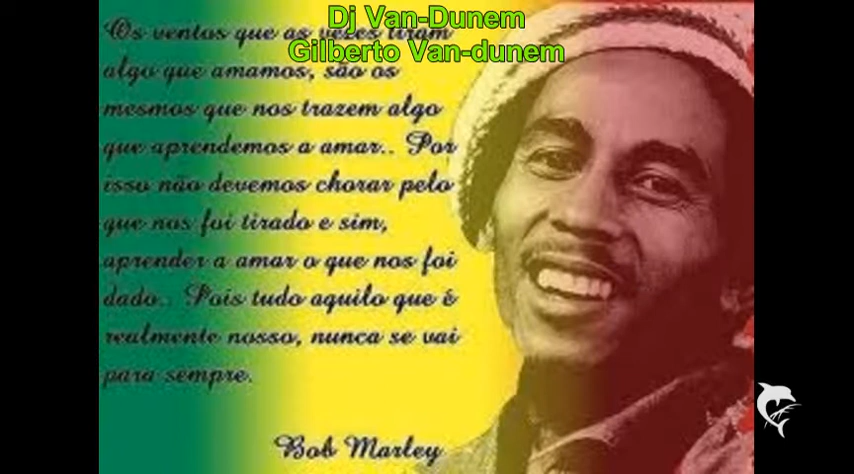 Dj Van-Dunem
Gilberto Van-dunem
Os ventos que as vezes tiram
algo que amamos, são os
mesmos que nos trazem algo
que aprendemos a amar.. Por
isso não devemos chorar pelo
que nos foi tirado e sim,
aprender a amar o que nos foi
dado.. Pois tudo aquilo que é
realmente nosso, nunca se vai
para sempre.
Bob Marley